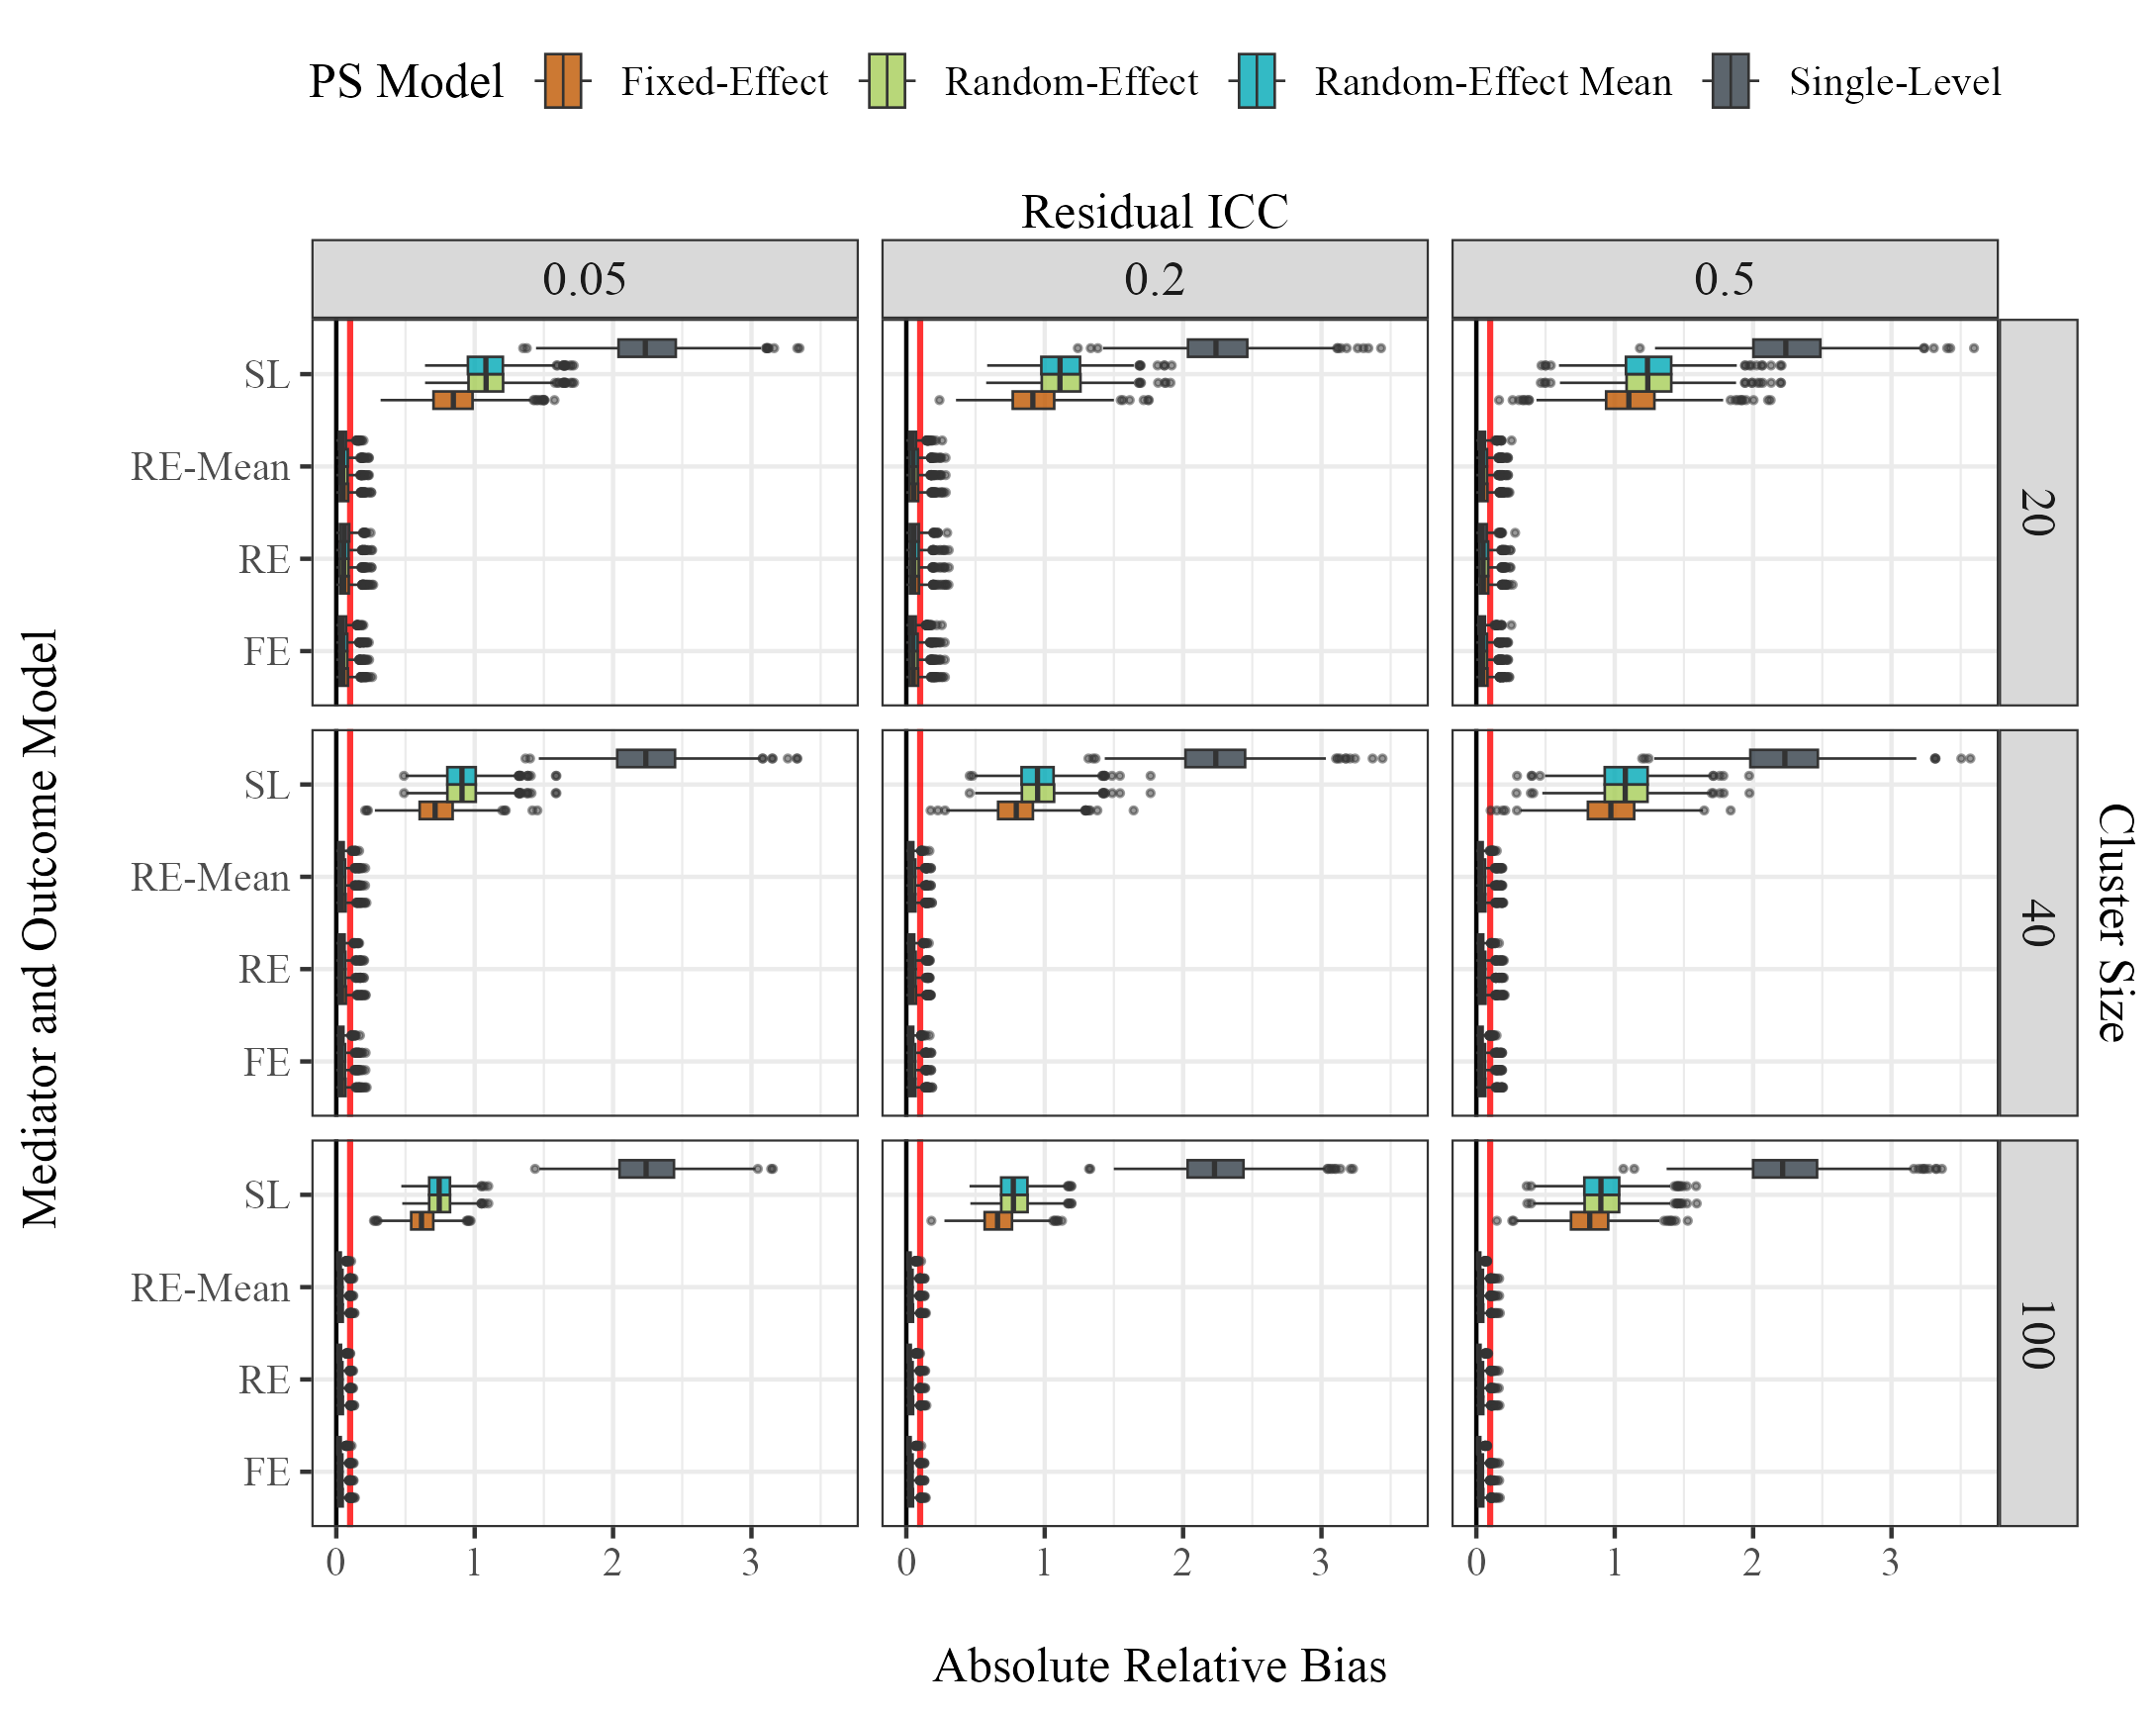 PS Model Fixed-Effect Random-Effect Random-Effect Mean Single-Level
Residual ICC
0.05 0.2 0.5
Mediator and Outcome Model
SL
RE-Mean
RE
FE
20
SL
RE-Mean
RE
FE
40
Cluster Size
SL
RE-Mean
RE
FE
100
0 1 2 3 0 1 2 3 0 1 2 3
Absolute Relative Bias